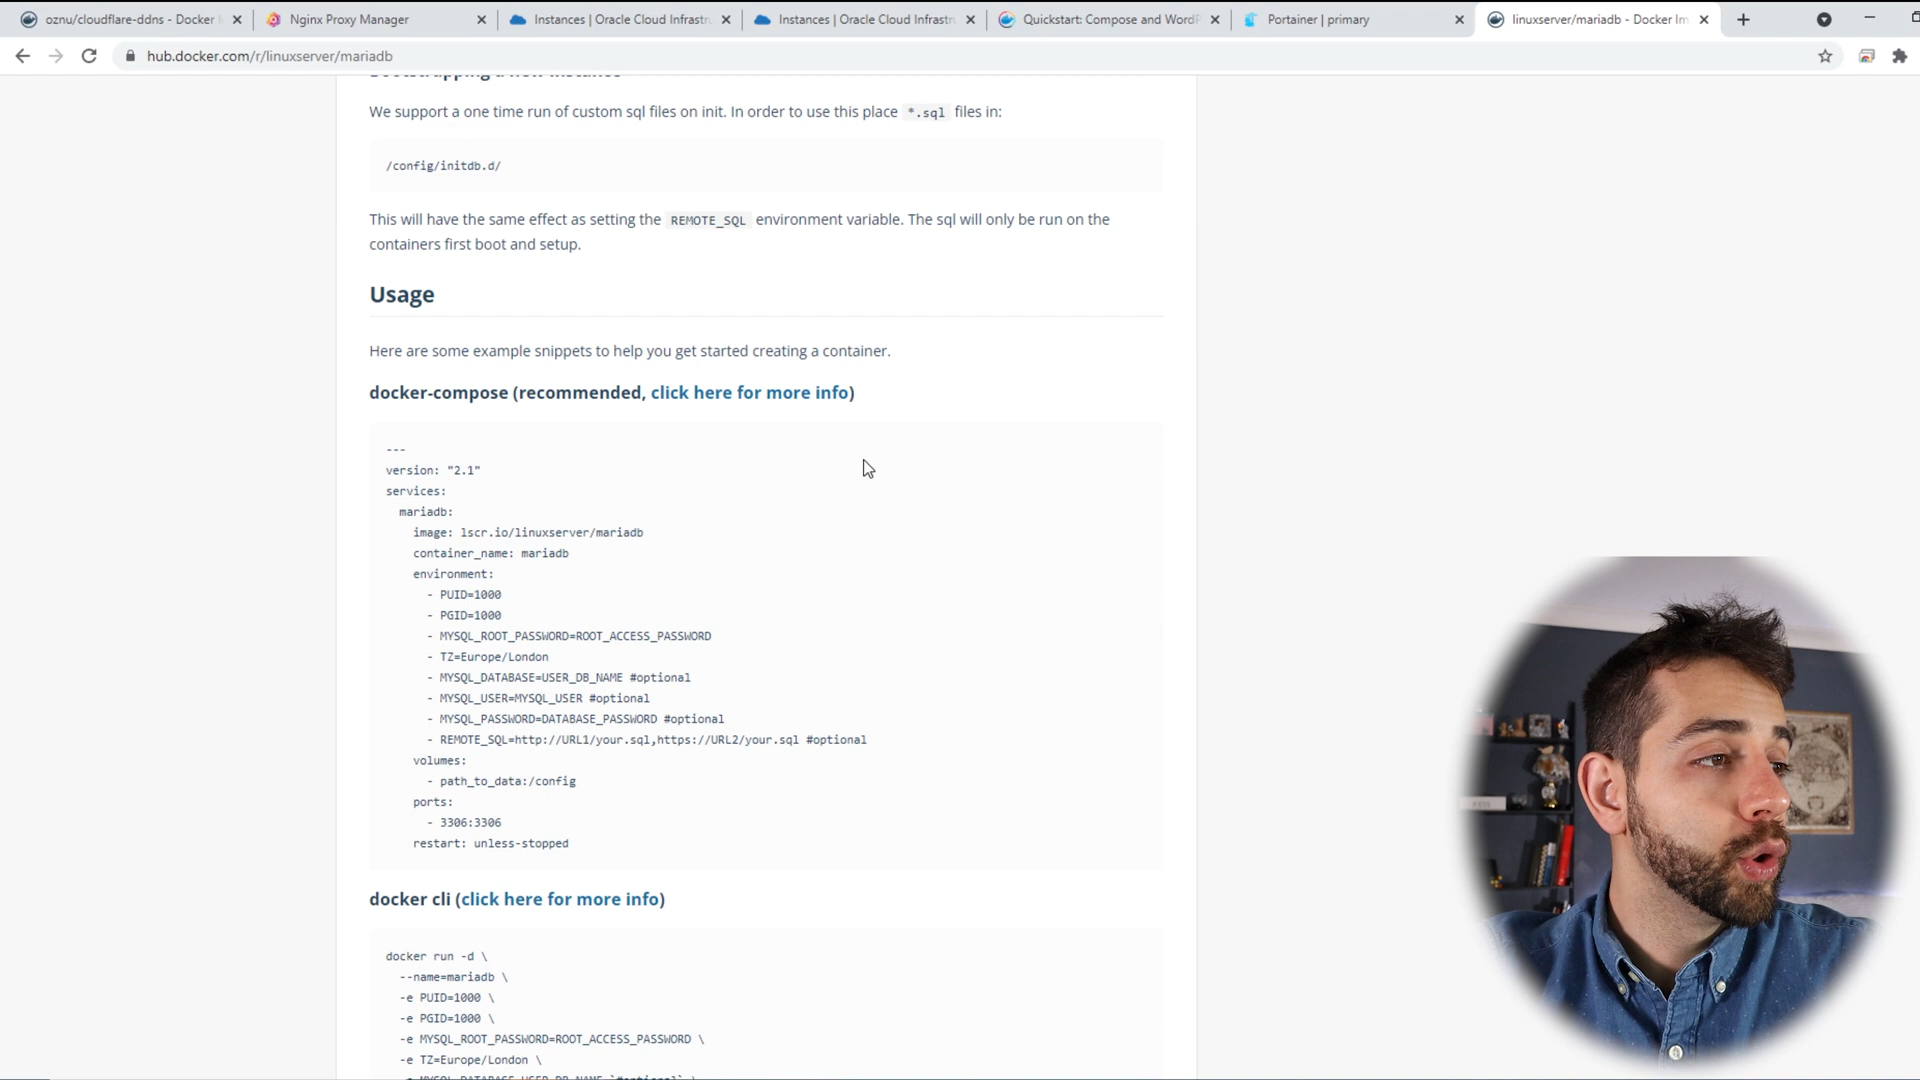 oznu/cloudflare-ddns - Docker
Nginx Proxy Manager
Instances | Oracle Cloud Infrastr
Instances | Oracle Cloud Infrastr
Quickstart: Compose and WordP
Portainer | primary
linuxserver/mariadb - Docker Im
hub.docker.com/r/linuxserver/mariadb
We support a one time run of custom sql files on init. In order to use this place *.sql files in:
/config/initdb.d/
This will have the same effect as setting the REMOTE_SQL environment variable. The sql will only be run on the
containers first boot and setup.
Usage
Here are some example snippets to help you get started creating a container.
docker-compose (recommended, click here for more info)
---
version: "2.1"
services:
mariadb:
image: lscr.io/linuxserver/mariadb
container_name: mariadb
environment:
- PUID=1000
- PGID=1000
- MYSQL_ROOT_PASSWORD=ROOT_ACCESS_PASSWORD
- TZ=Europe/London
- MYSQL_DATABASE=USER_DB_NAME #optional
- MYSQL_USER=MYSQL_USER #optional
- MYSQL_PASSWORD=DATABASE_PASSWORD #optional
- REMOTE_SQL=http://URL1/your.sql,https://URL2/your.sql #optional
volumes:
- path_to_data:/config
ports:
- 3306:3306
restart: unless-stopped
docker cli (click here for more info)
docker run -d \
--name=mariadb \
-e PUID=1000 \
-e PGID=1000 \
-e MYSQL_ROOT_PASSWORD=ROOT_ACCESS_PASSWORD \
-e TZ=Europe/London \